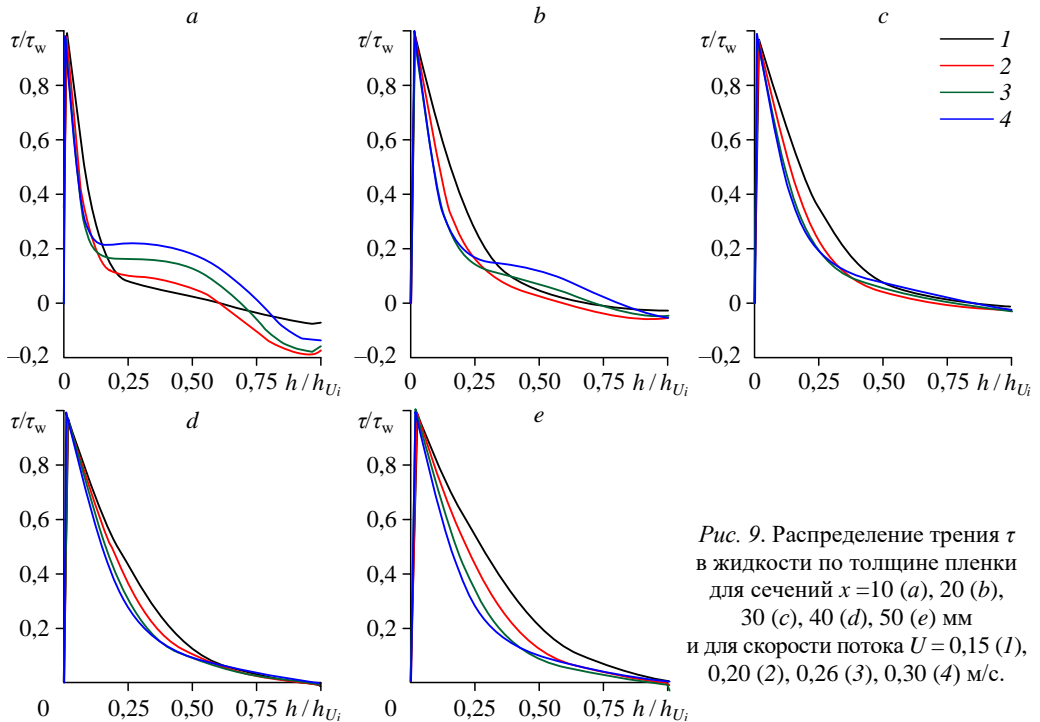 a
b
c
τ/τw
0,8
0,6
0,4
0,2
0
–0,2
0 0,25 0,50 0,75 h / hUi
τ/τw
0,8
0,6
0,4
0,2
0
–0,2
0 0,25 0,50 0,75 h / hUi
τ/τw
0,8
0,6
0,4
0,2
0
–0,2
0 0,25 0,50 0,75 h / hUi
1
2
3
4
d
e
τ/τw
0,8
0,6
0,4
0,2
0 0,25 0,50 0,75 h / hUi
τ/τw
0,8
0,6
0,4
0,2
0 0,25 0,50 0,75 h / hUi
Рис. 9. Распределение трения τ
в жидкости по толщине пленки
для сечений x =10 (a), 20 (b),
30 (c), 40 (d), 50 (e) мм
и для скорости потока U = 0,15 (1),
0,20 (2), 0,26 (3), 0,30 (4) м/с.